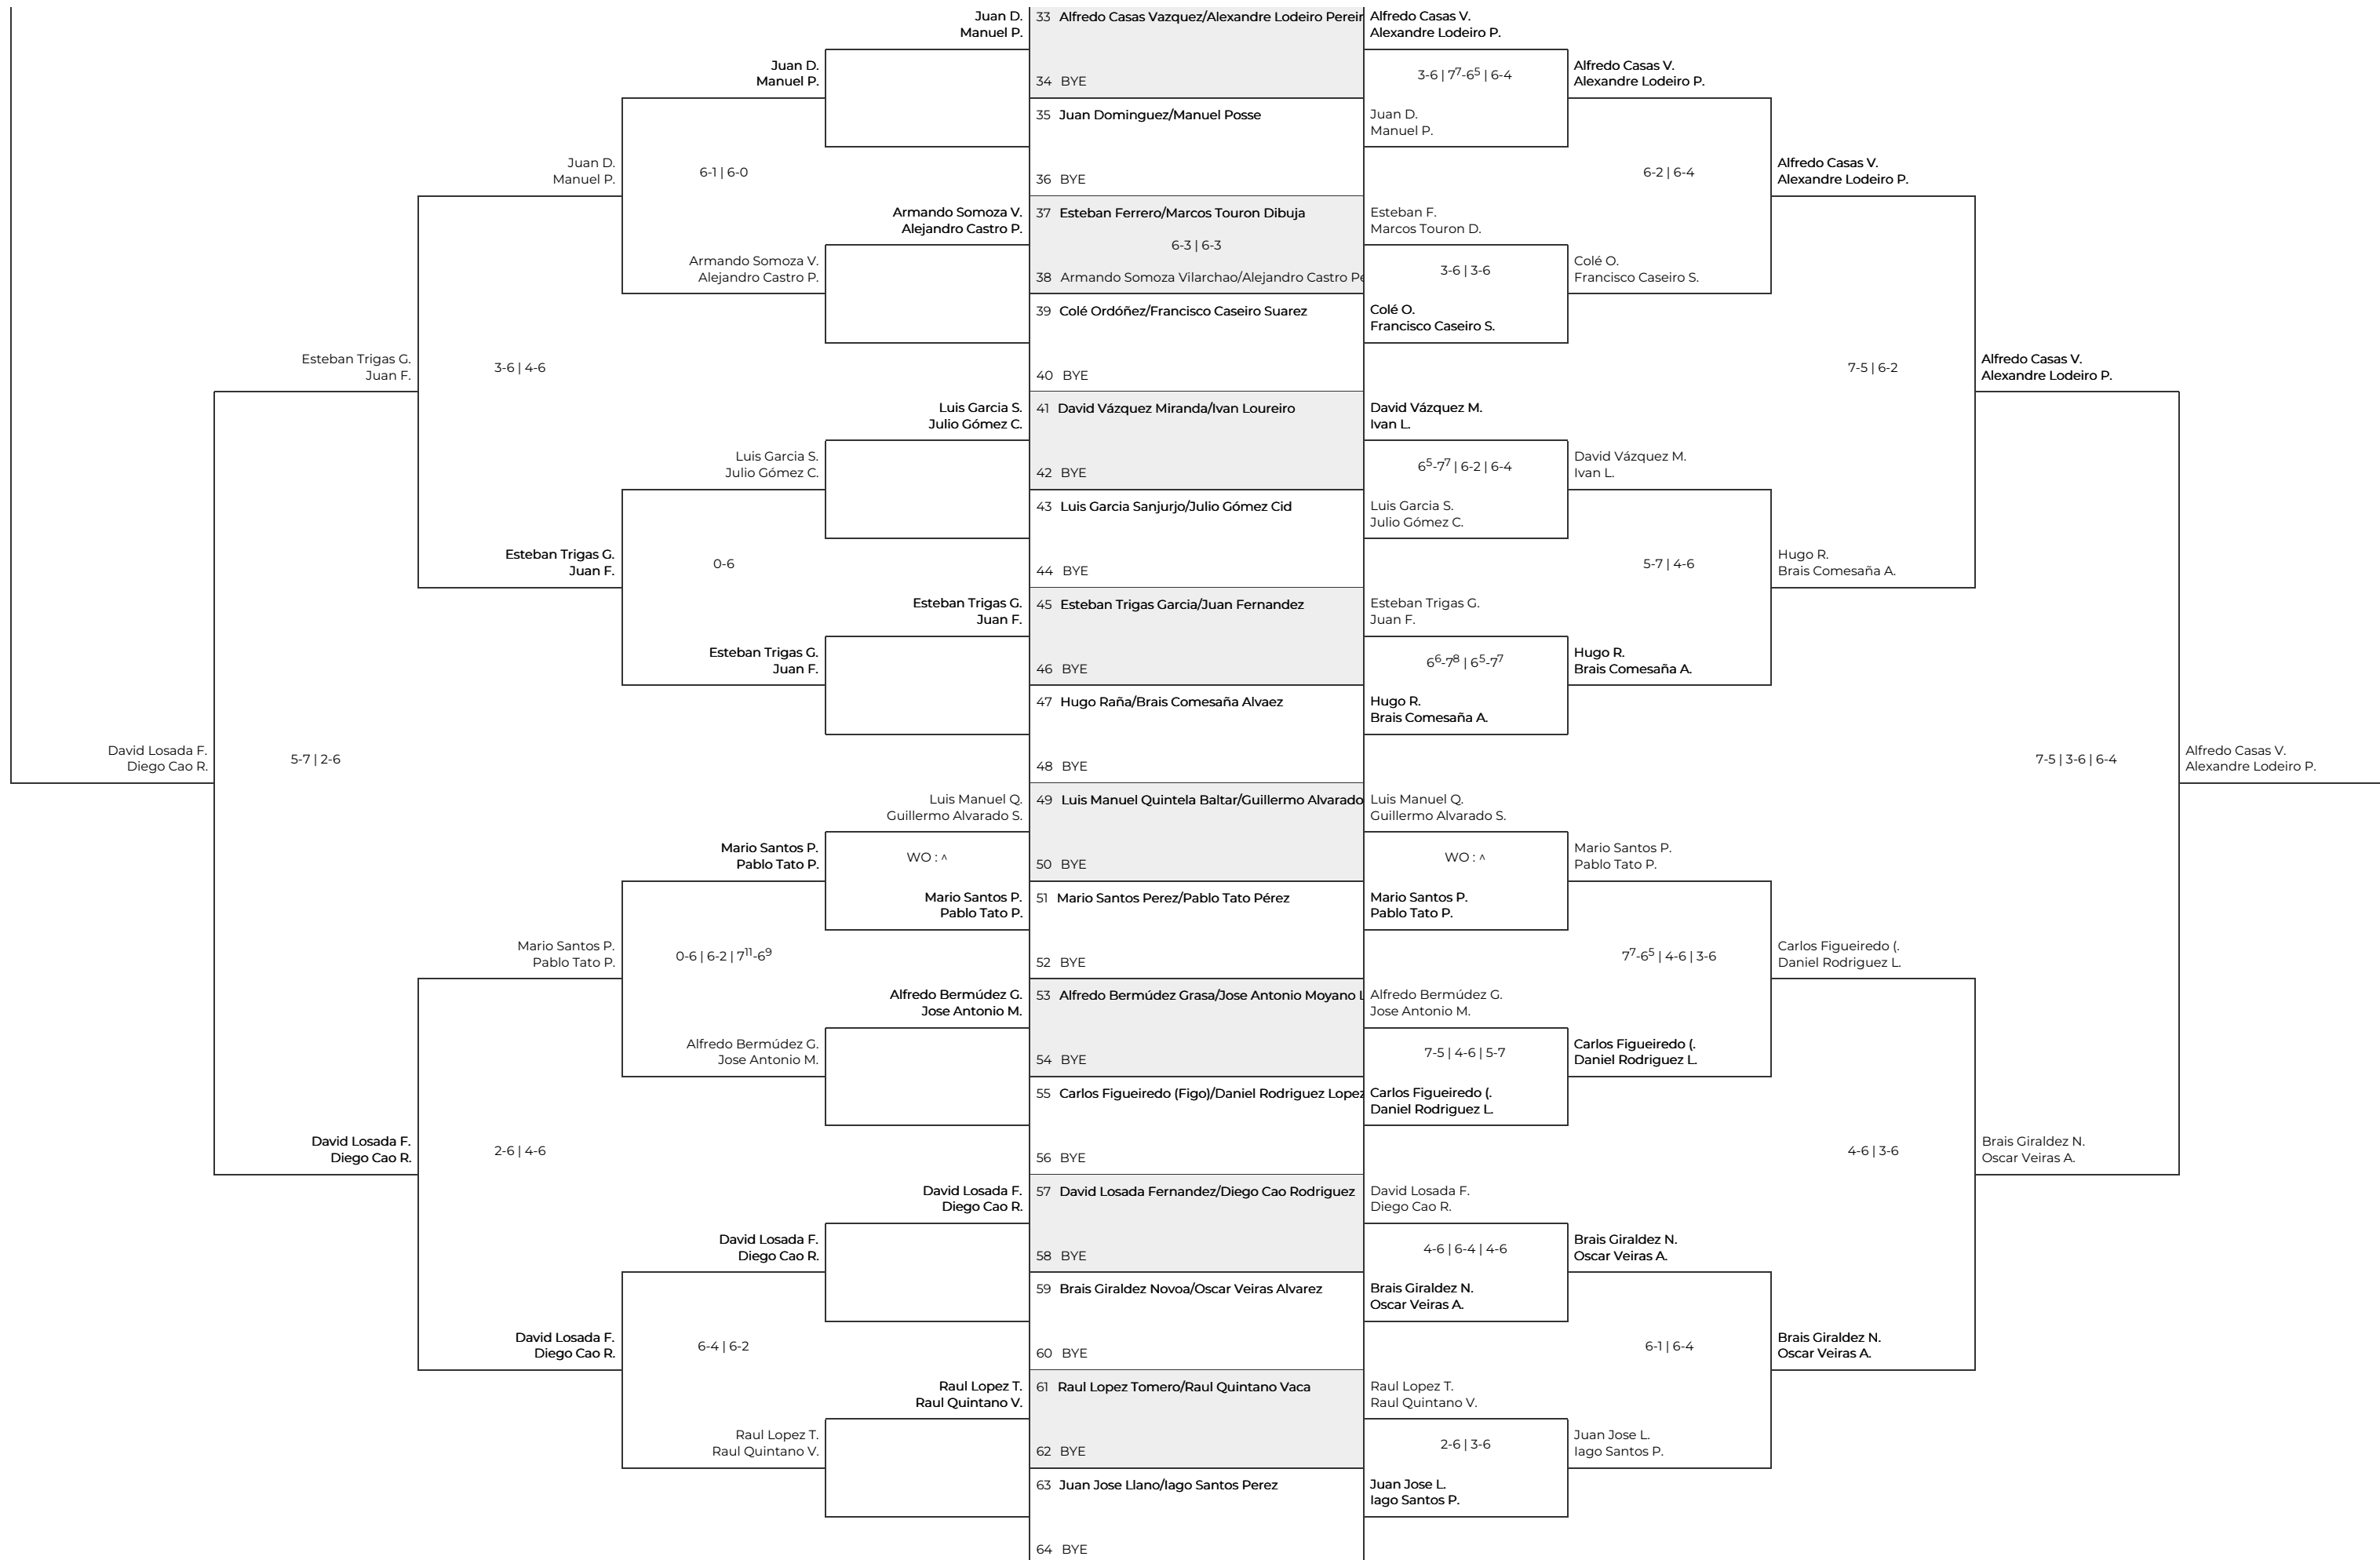 Juan D.
Manuel P.
33 Alfredo Casas Vazquez/Alexandre Lodeiro Pereir
Alfredo Casas V.
Alexandre Lodeiro P.
Juan D.
Manuel P.
34 BYE
3-6 | 7⁷-6⁵ | 6-4
Alfredo Casas V.
Alexandre Lodeiro P.
35 Juan Dominguez/Manuel Posse
Juan D.
Manuel P.
Juan D.
Manuel P.
6-1 | 6-0
36 BYE
6-2 | 6-4
Alfredo Casas V.
Alexandre Lodeiro P.
Armando Somoza V.
Alejandro Castro P.
37 Esteban Ferrero/Marcos Touron Dibuja
6-3 | 6-3
Esteban F.
Marcos Touron D.
Armando Somoza V.
Alejandro Castro P.
38 Armando Somoza Vilarchao/Alejandro Castro Pe
3-6 | 3-6
Colé O.
Francisco Caseiro S.
39 Colé Ordóñez/Francisco Caseiro Suarez
Colé O.
Francisco Caseiro S.
Esteban Trigas G.
Juan F.
3-6 | 4-6
40 BYE
7-5 | 6-2
Alfredo Casas V.
Alexandre Lodeiro P.
Luis Garcia S.
Julio Gómez C.
41 David Vázquez Miranda/Ivan Loureiro
David Vázquez M.
Ivan L.
Luis Garcia S.
Julio Gómez C.
42 BYE
6⁵-7⁷ | 6-2 | 6-4
David Vázquez M.
Ivan L.
43 Luis Garcia Sanjurjo/Julio Gómez Cid
Luis Garcia S.
Julio Gómez C.
Esteban Trigas G.
Juan F.
0-6
44 BYE
5-7 | 4-6
Hugo R.
Brais Comesaña A.
Esteban Trigas G.
Juan F.
45 Esteban Trigas Garcia/Juan Fernandez
Esteban Trigas G.
Juan F.
Esteban Trigas G.
Juan F.
46 BYE
6⁶-7⁸ | 6⁵-7⁷
Hugo R.
Brais Comesaña A.
47 Hugo Raña/Brais Comesaña Alvaez
Hugo R.
Brais Comesaña A.
David Losada F.
Diego Cao R.
5-7 | 2-6
48 BYE
7-5 | 3-6 | 6-4
Alfredo Casas V.
Alexandre Lodeiro P.
Luis Manuel Q.
Guillermo Alvarado S.
49 Luis Manuel Quintela Baltar/Guillermo Alvarado
Luis Manuel Q.
Guillermo Alvarado S.
Mario Santos P.
Pablo Tato P.
WO : ^
50 BYE
WO : ^
Mario Santos P.
Pablo Tato P.
Mario Santos P.
Pablo Tato P.
51 Mario Santos Perez/Pablo Tato Pérez
Mario Santos P.
Pablo Tato P.
Mario Santos P.
Pablo Tato P.
0-6 | 6-2 | 7¹¹-6⁹
52 BYE
7⁷-6⁵ | 4-6 | 3-6
Carlos Figueiredo (.
Daniel Rodriguez L.
Alfredo Bermúdez G.
Jose Antonio M.
53 Alfredo Bermúdez Grasa/Jose Antonio Moyano L
Alfredo Bermúdez G.
Jose Antonio M.
Alfredo Bermúdez G.
Jose Antonio M.
54 BYE
7-5 | 4-6 | 5-7
Carlos Figueiredo (.
Daniel Rodriguez L.
55 Carlos Figueiredo (Figo)/Daniel Rodriguez Lopez
Carlos Figueiredo (.
Daniel Rodriguez L.
David Losada F.
Diego Cao R.
2-6 | 4-6
56 BYE
4-6 | 3-6
Brais Giraldez N.
Oscar Veiras A.
David Losada F.
Diego Cao R.
57 David Losada Fernandez/Diego Cao Rodriguez
David Losada F.
Diego Cao R.
David Losada F.
Diego Cao R.
58 BYE
4-6 | 6-4 | 4-6
Brais Giraldez N.
Oscar Veiras A.
59 Brais Giraldez Novoa/Oscar Veiras Alvarez
Brais Giraldez N.
Oscar Veiras A.
David Losada F.
Diego Cao R.
6-4 | 6-2
60 BYE
6-1 | 6-4
Brais Giraldez N.
Oscar Veiras A.
Raul Lopez T.
Raul Quintano V.
61 Raul Lopez Tomero/Raul Quintano Vaca
Raul Lopez T.
Raul Quintano V.
Raul Lopez T.
Raul Quintano V.
62 BYE
2-6 | 3-6
Juan Jose L.
Iago Santos P.
63 Juan Jose Llano/Iago Santos Perez
Juan Jose L.
Iago Santos P.
64 BYE